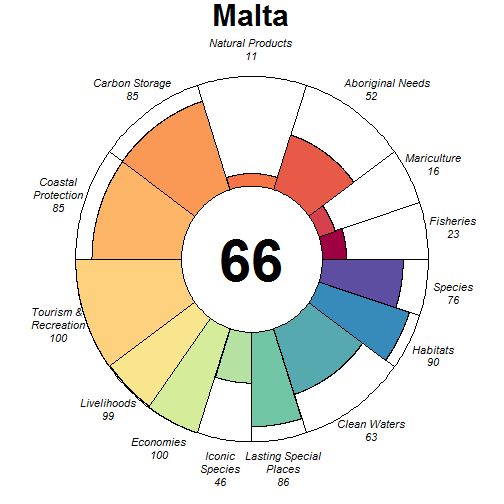 Malta
Natural Products
11
Carbon Storage
85
Aboriginal Needs
52
Mariculture
16
Coastal
Protection
85
Fisheries
23
66
Species
76
Tourism &
Recreation
100
Habitats
90
Livelihoods
99
Clean Waters
63
Economies
100
Iconic
Species
46
Lasting Special
Places
86